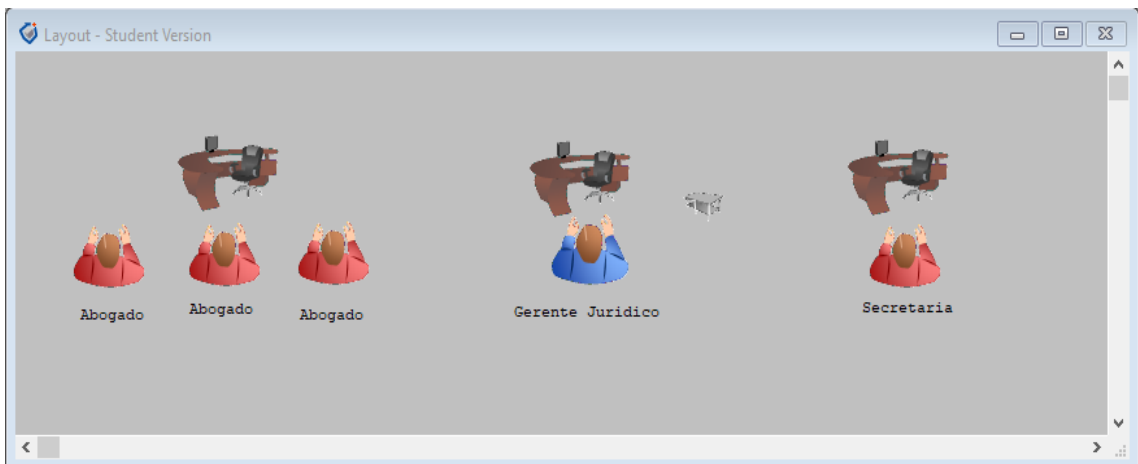 Layout - Student Version
Abogado
Abogado
Abogado
Gerente Juridico
Secretaria